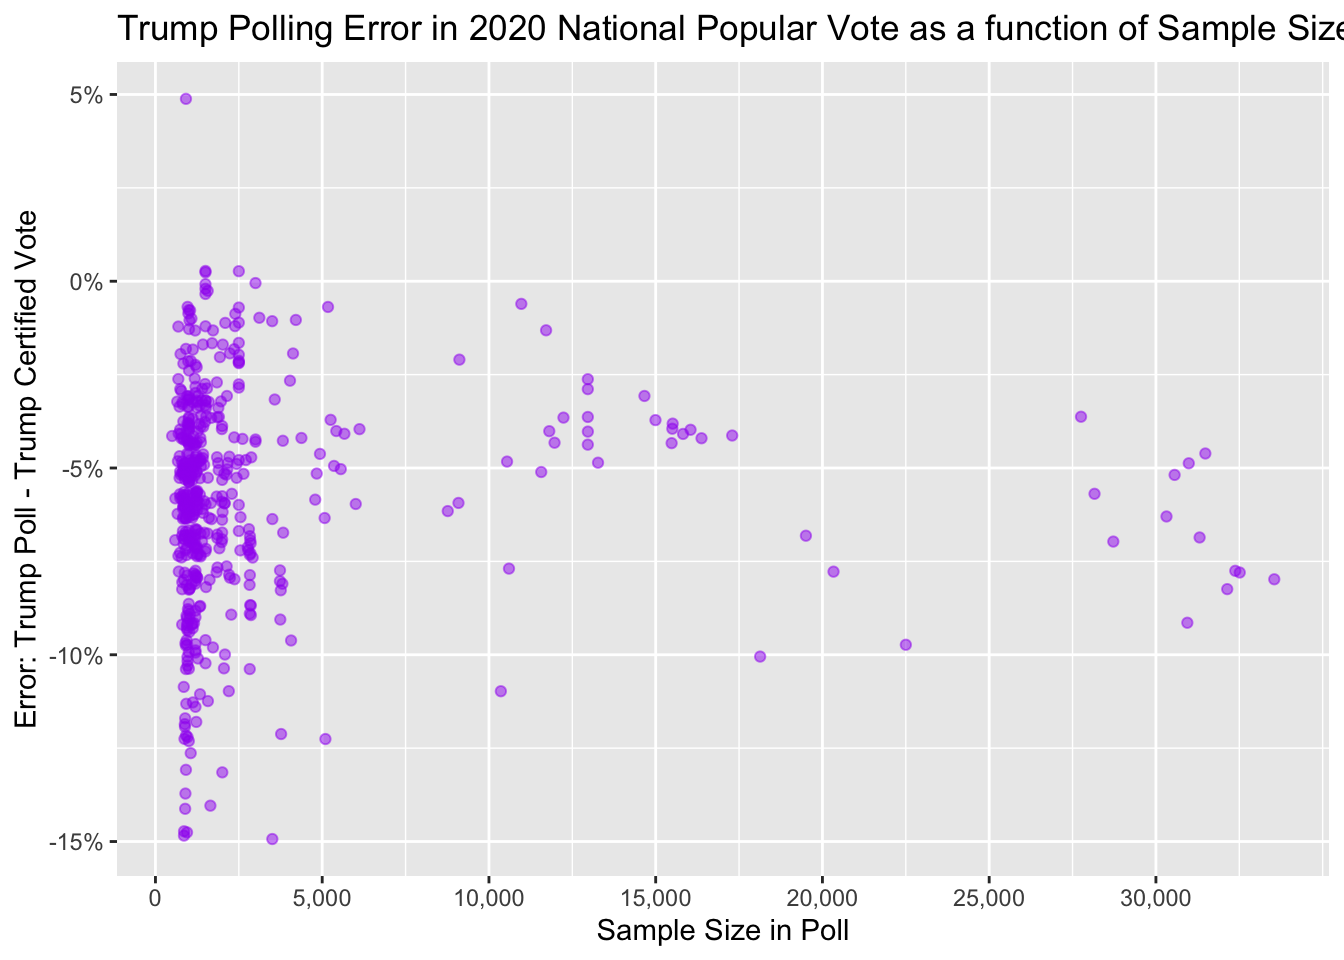 Trump Polling Error in 2020 National Popular Vote as a function of Sample Size
5%
0%
-5%
-10%
-15%
Error: Trump Poll - Trump Certified Vote
0 5,000 10,000 15,000 20,000 25,000 30,000
Sample Size in Poll